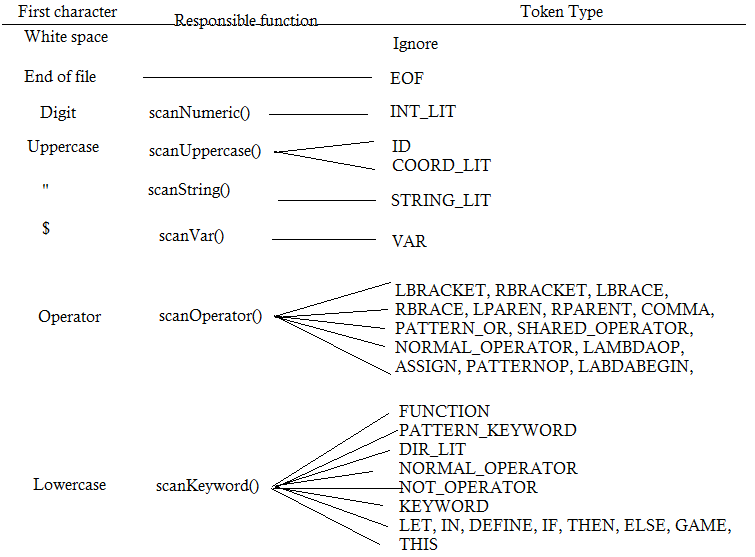 First character Responsible function Token Type
White space Ignore
End of file EOF
Digit scanNumeric() INT_LIT
Uppercase scanUppercase() ID
COORD_LIT
" scanString() STRING_LIT
$ scanVar() VAR
LBRACKET, RBRACKET, LBRACE,
Operator scanOperator() RBRACE, LPAREN, RPARENT, COMMA,
PATTERN_OR, SHARED_OPERATOR,
NORMAL_OPERATOR, LAMBDAOP,
ASSIGN, PATTERNOP, LABDABEGIN,
FUNCTION
PATTERN_KEYWORD
DIR_LIT
NORMAL_OPERATOR
Lowercase scanKeyword() NOT_OPERATOR
KEYWORD
LET, IN, DEFINE, IF, THEN, ELSE, GAME,
THIS